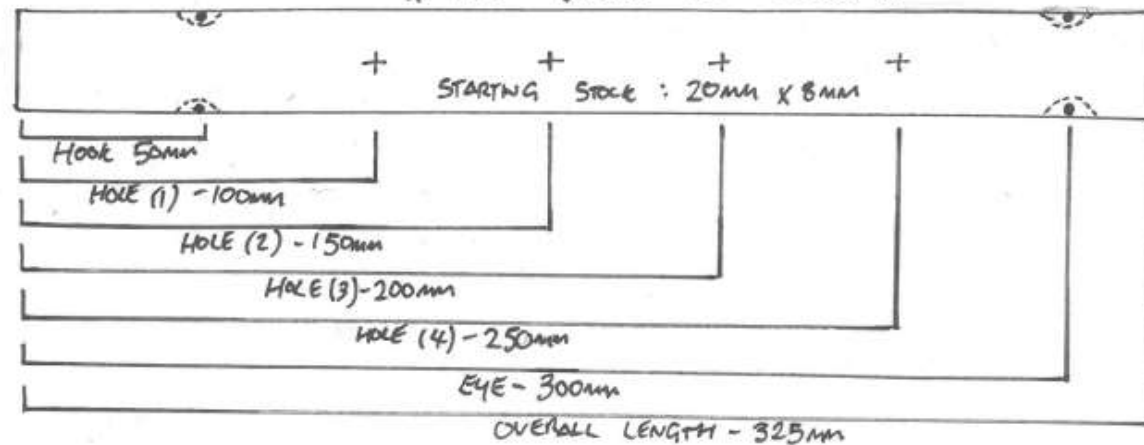 STARTING STOCK : 20mm X 8mm
HOOK 50mm
HOLE (1) - 100mm
HOLE (2) - 150mm
HOLE (3) - 200mm
HOLE (4) - 250mm
EYE - 300mm
OVERALL LENGTH - 325mm